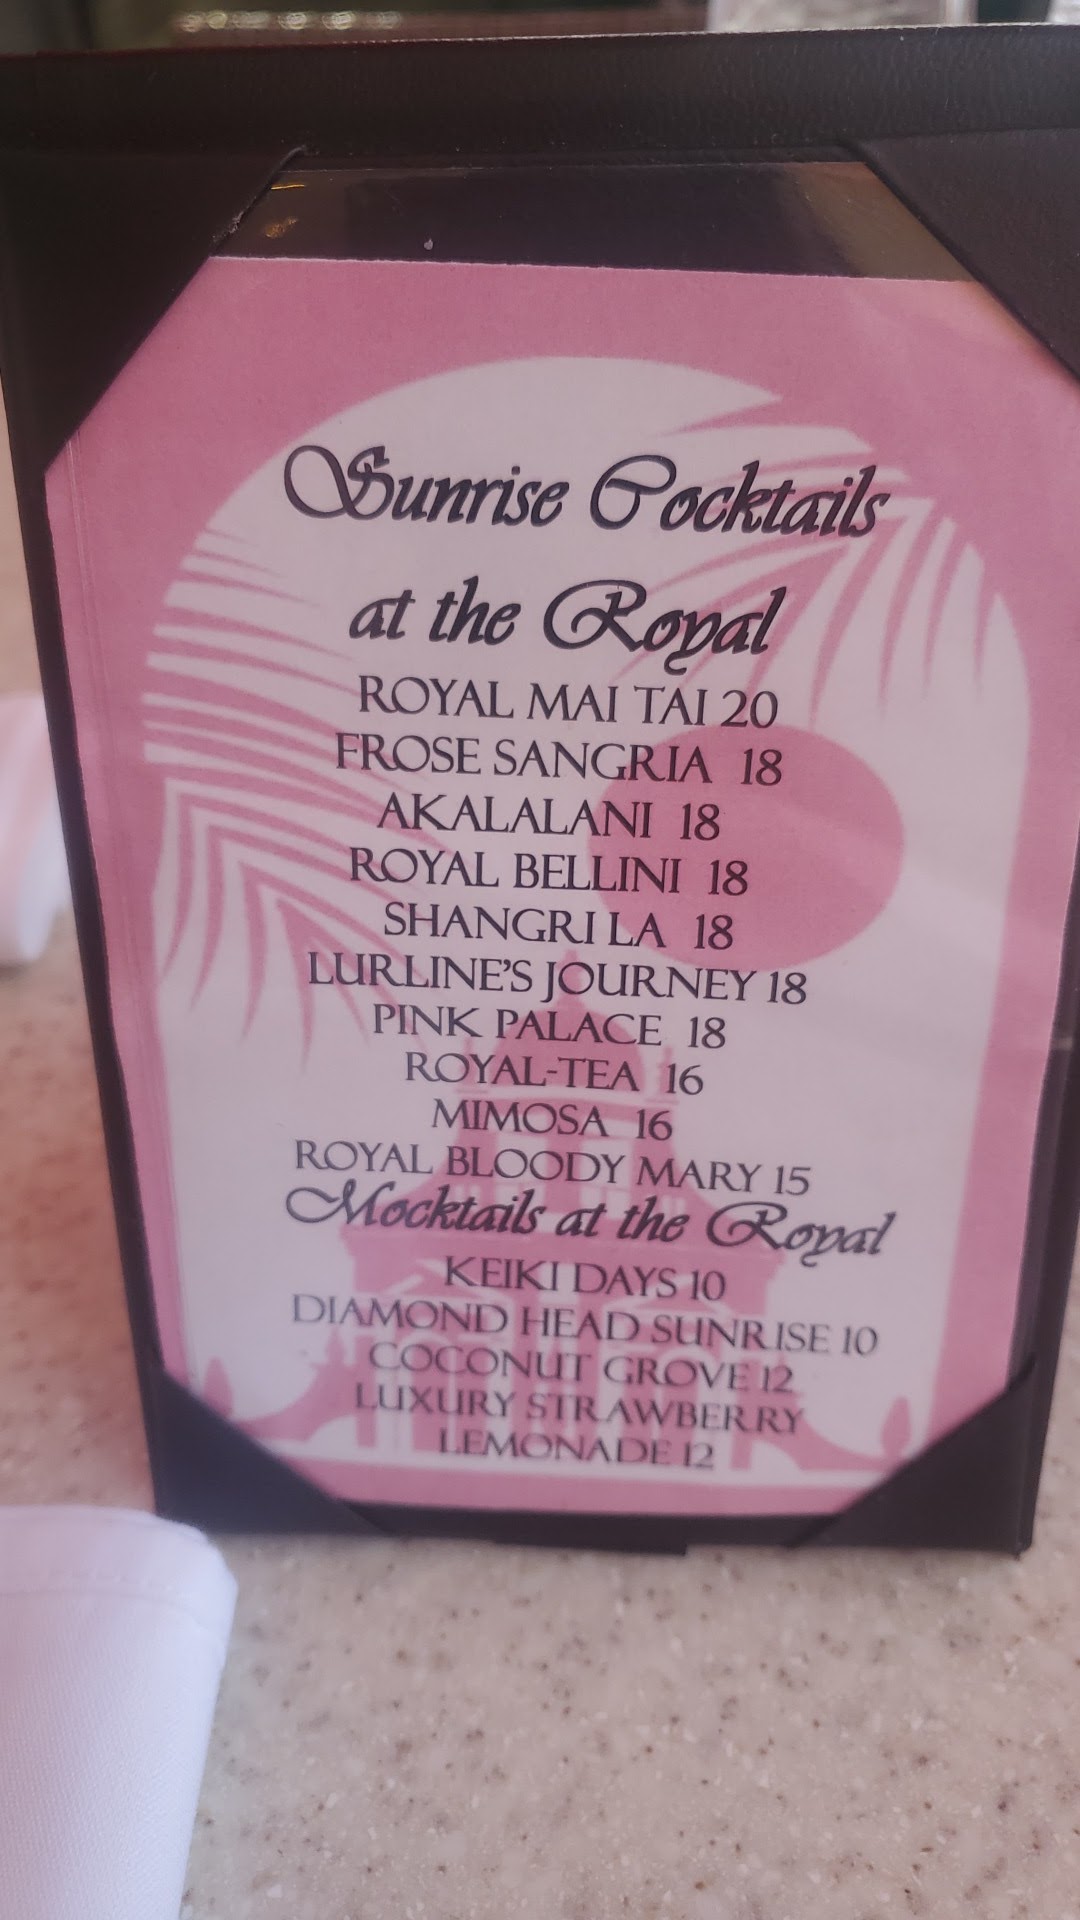 Sunrise Cocktails
at the Royal
ROYAL MAI TAI 20
FROSE SANGRIA 18
AKALALANI 18
ROYAL BELLINI 18
SHANGRI LA 18
LURLINE'S JOURNEY 18
PINK PALACE 18
ROYAL-TEA 16
MIMOSA 16
ROYAL BLOODY MARY 15
Mocktails at the Royal
KEIKI DAYS 10
DIAMOND HEAD SUNRISE 10
COCONUT GROVE 12
LUXURY STRAWBERRY
LEMONADE 12